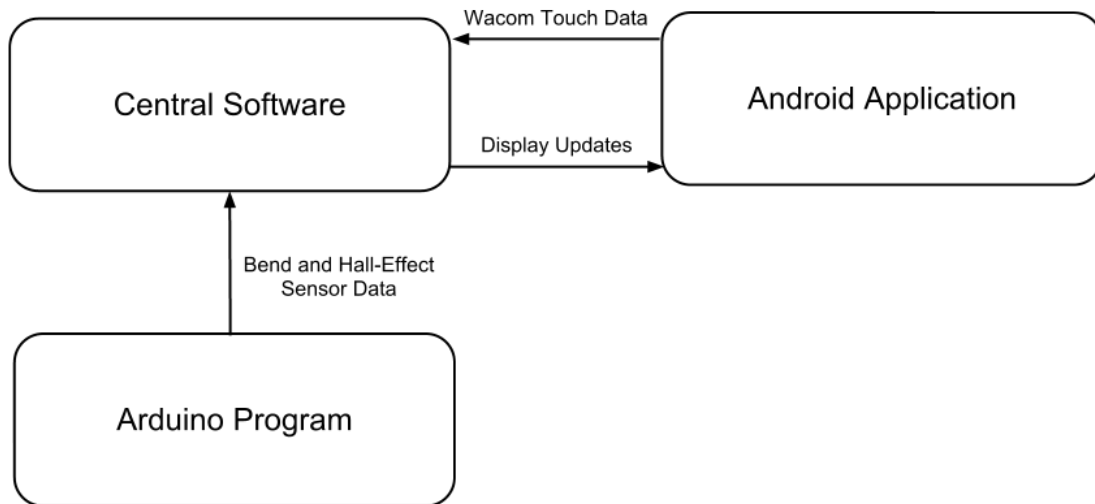 Wacom Touch Data
Central Software
Android Application
Display Updates
Bend and Hall-Effect
Sensor Data
Arduino Program